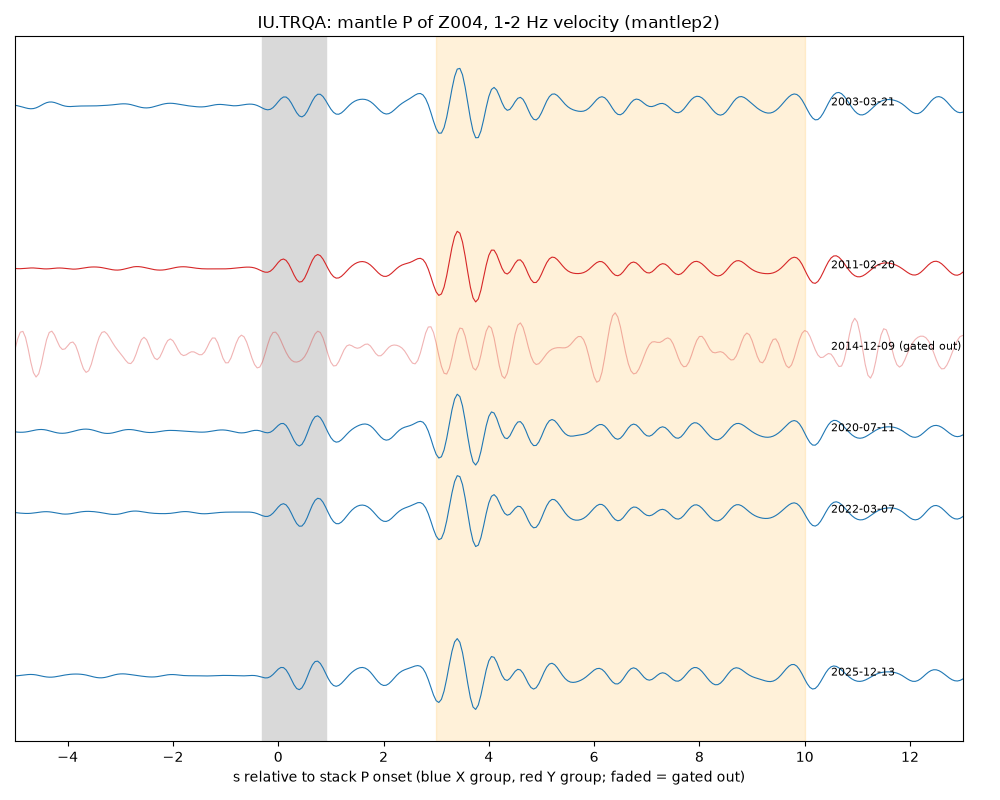 IU.TRQA: mantle P of Z004, 1-2 Hz velocity (mantlep2)
2003-03-21
2011-02-20
2014-12-09 (gated out)
2020-07-11
2022-03-07
2025-12-13
−4 −2 0 2 4 6 8 10 12
s relative to stack P onset (blue X group, red Y group; faded = gated out)